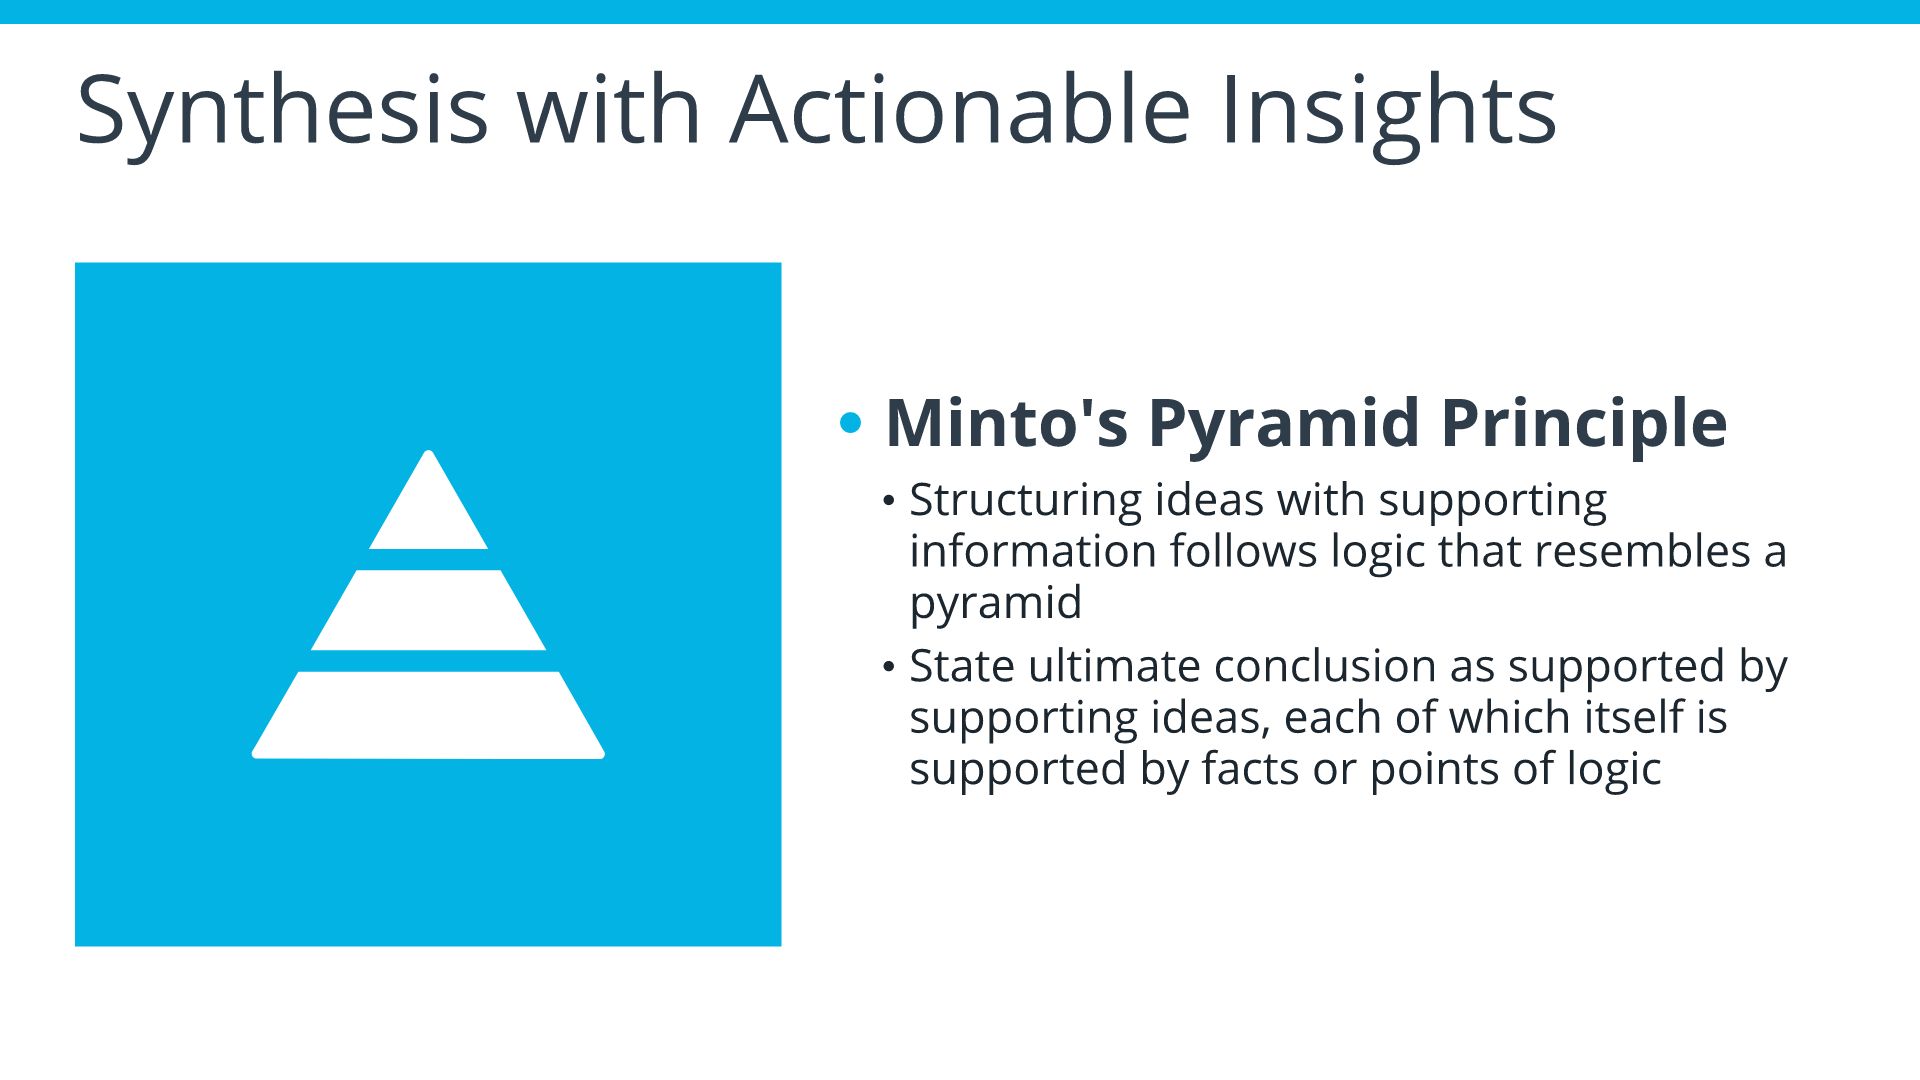 Synthesis with Actionable Insights
• Minto's Pyramid Principle
• Structuring ideas with supporting
information follows logic that resembles a
pyramid
• State ultimate conclusion as supported by
supporting ideas, each of which itself is
supported by facts or points of logic